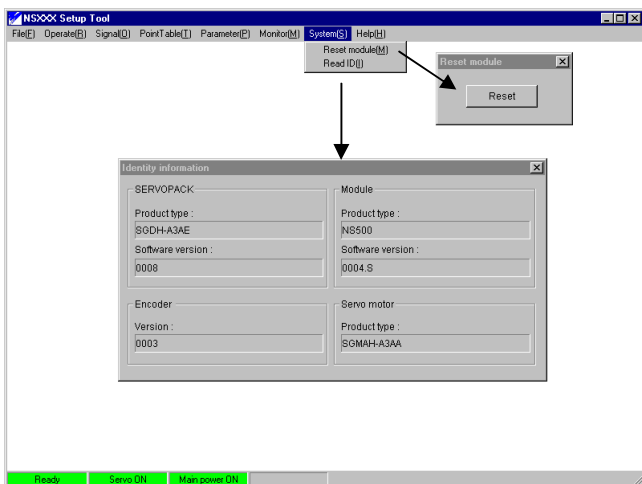 NSXXX Setup Tool
File(F) Operate(R) Signal(O) PointTable(T) Parameter(P) Monitor(M) System(S) Help(H)
Reset module(M)
Read ID(I)
Reset module
Reset
Identity information
SERVOPACK
Product type :
SGDH-A3AE
Software version :
0008
Module
Product type :
NS500
Software version :
0004.S
Encoder
Version :
0003
Servo motor
Product type :
SGMAH-A3AA
Ready Servo ON Main power ON